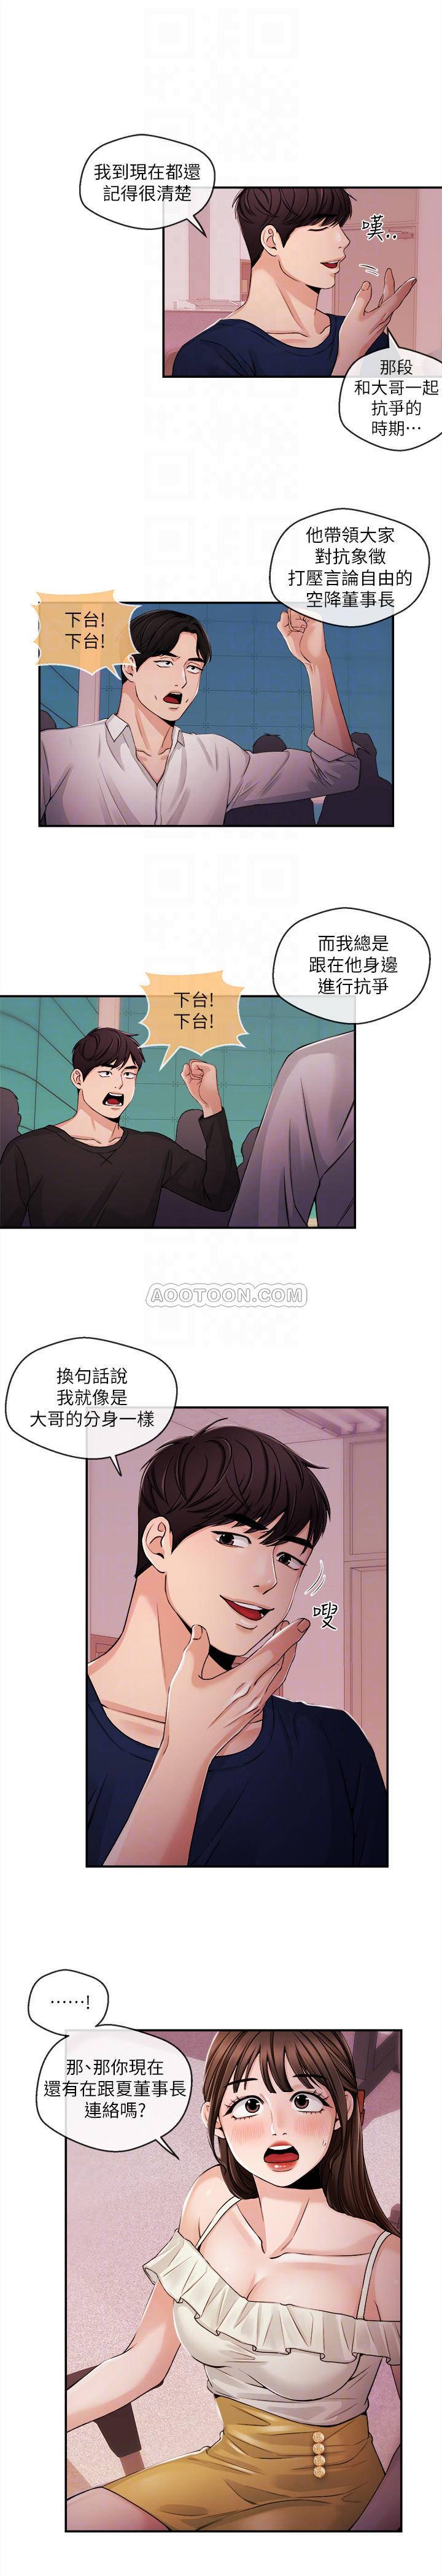 我到現在都還
記得很清楚
嘆..
那段
和大哥一起
抗爭的
時期…
他帶領大家
對抗象徵
打壓言論自由的
空降董事長
下台!
下台!
而我總是
跟在他身邊
進行抗爭
下台!
下台!
AOOTOON.COM
換句話說
我就像是
大哥的分身一樣
嗖
……!
那、那你現在
還有在跟夏董事長
連絡嗎?